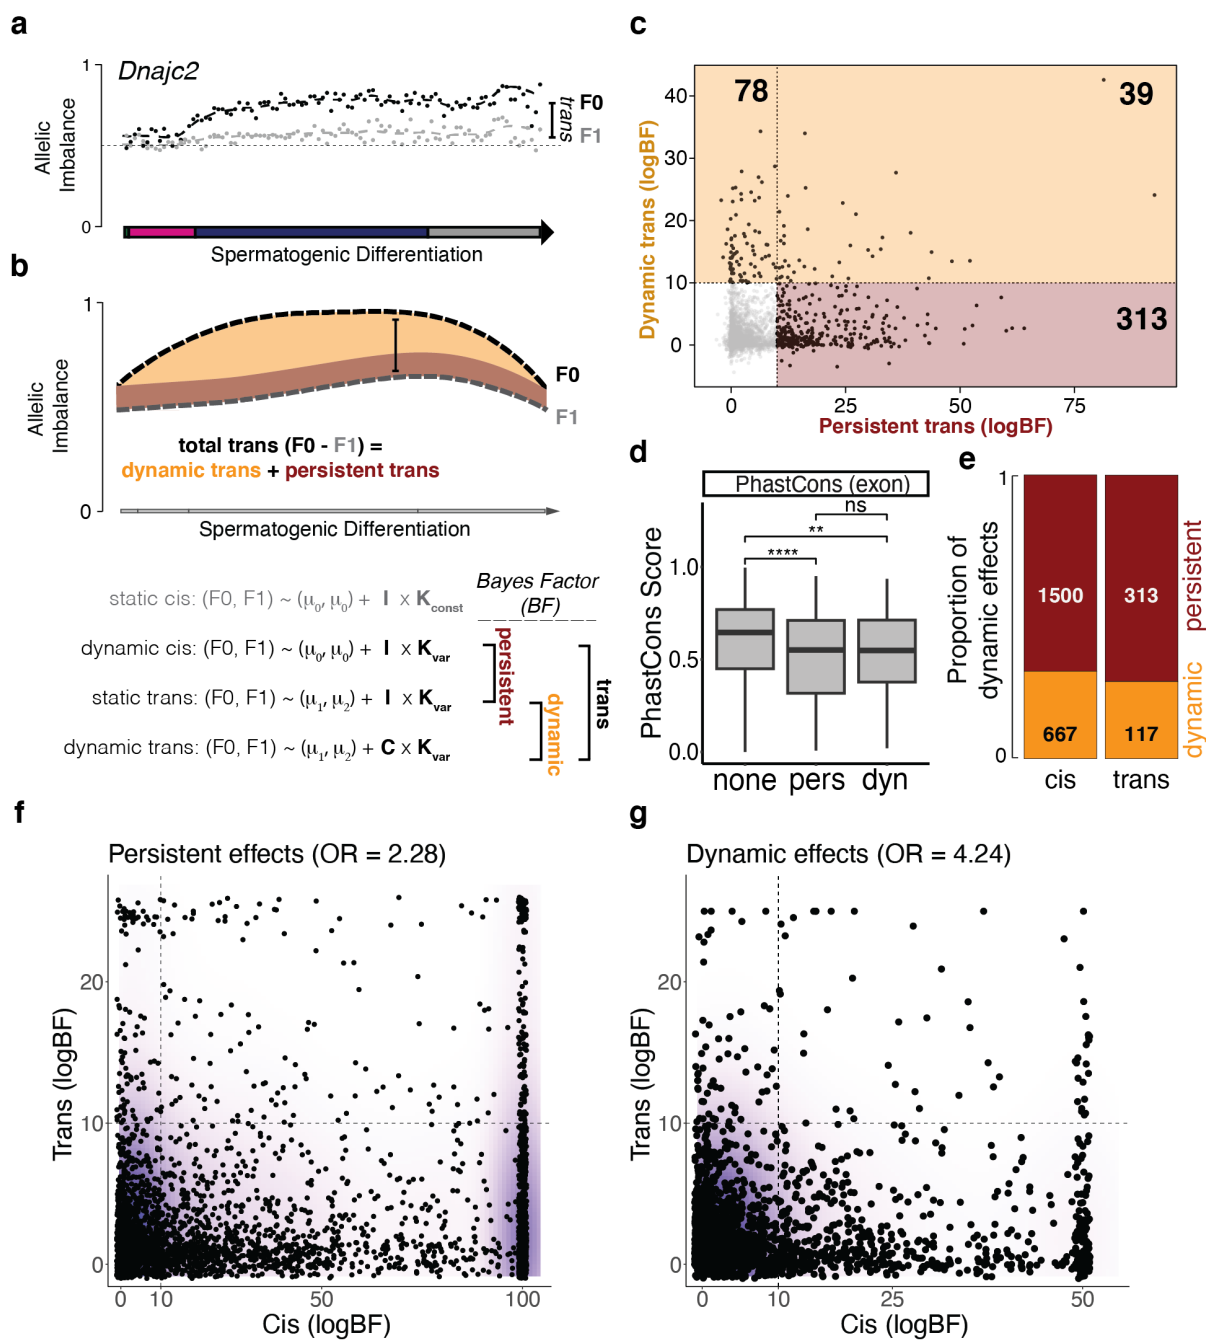 a
Dnajc2
1
Allelic
Imbalance
0
F0
trans
F1
Spermatogenic Differentiation
b
1
Allelic
Imbalance
0
F0
F1
total trans (F0 - F1) =
dynamic trans + persistent trans
Spermatogenic Differentiation
Bayes Factor
(BF)
static cis: (F0, F1) ~ (μ₀, μ₀) + I x Kconst
dynamic cis: (F0, F1) ~ (μ₀, μ₀) + I x Kvar
static trans: (F0, F1) ~ (μ₁, μ₂) + I x Kvar
dynamic trans: (F0, F1) ~ (μ₁, μ₂) + C x Kvar
persistent
dynamic
trans
c
78
39
313
40
30
20
10
0
Dynamic trans (logBF)
0
25
50
75
Persistent trans (logBF)
d
PhastCons (exon)
ns
**
****
1.0
0.5
0.0
PhastCons Score
none
pers
dyn
e
1
0
Proportion of
dynamic effects
1500
313
667
117
cis
trans
persistent
dynamic
f
Persistent effects (OR = 2.28)
20
10
0
Trans (logBF)
0
10
50
100
Cis (logBF)
g
Dynamic effects (OR = 4.24)
20
10
0
Trans (logBF)
0
10
25
50
Cis (logBF)